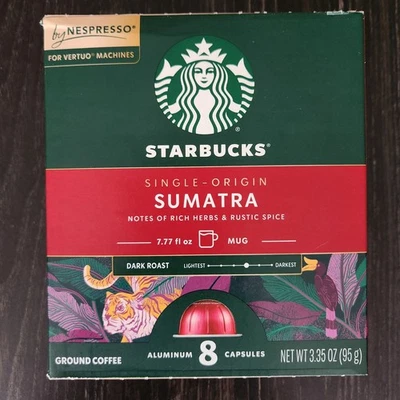 by NESPRESSO®
FOR VERTUO® MACHINES
STARBUCKS®
SINGLE-ORIGIN
SUMATRA
NOTES OF RICH HERBS & RUSTIC SPICE
7.77 fl oz MUG
DARK ROAST LIGHTEST DARKEST
GROUND COFFEE ALUMINUM 8 CAPSULES NET WT 3.35 OZ (95 g)